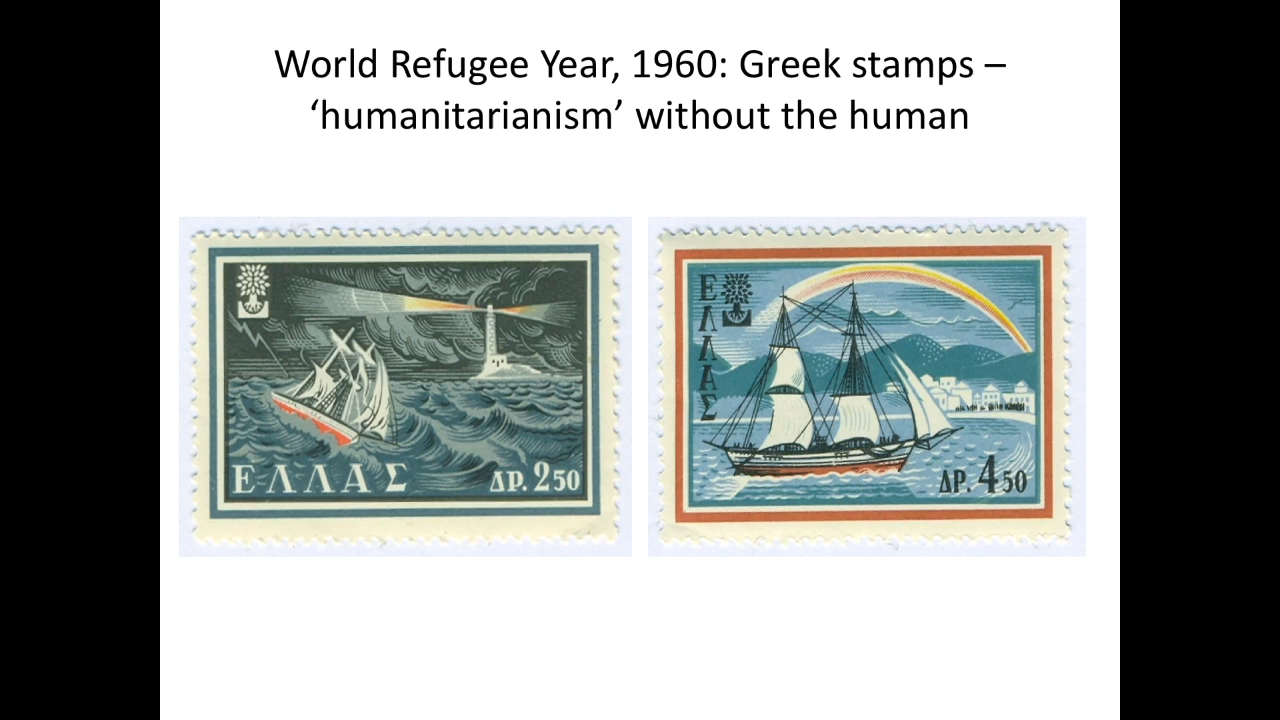 World Refugee Year, 1960: Greek stamps –
‘humanitarianism’ without the human
ΕΛΛΑΣ
ΔΡ. 2 50
ΕΛΛΑΣ
ΔΡ. 4 50